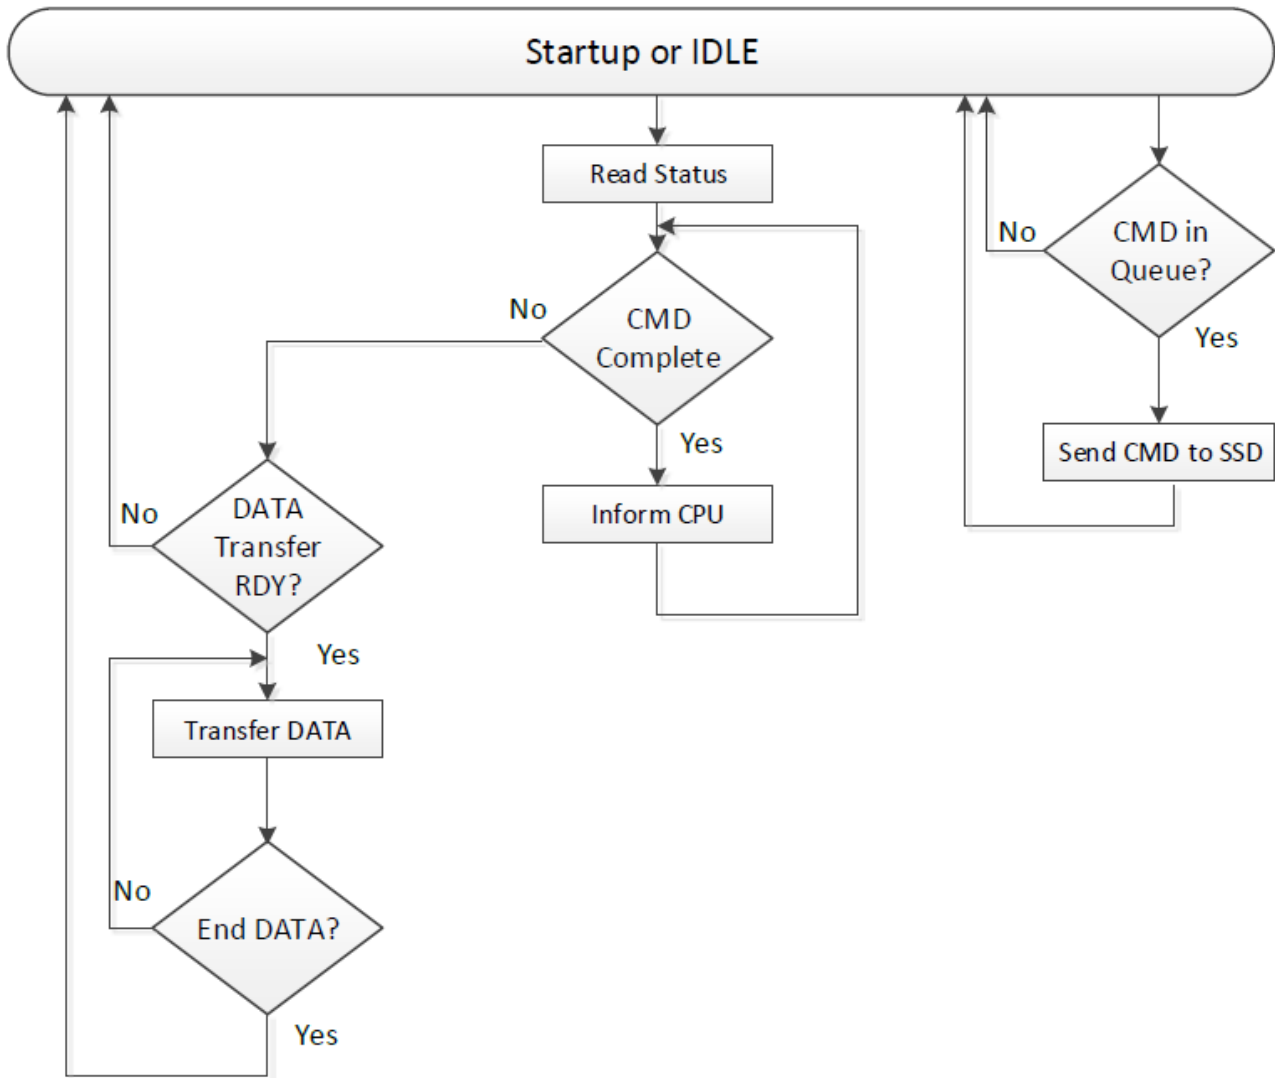 Startup or IDLE
Read Status
No
CMD in
Queue?
No
CMD
Complete
Yes
Yes
Send CMD to SSD
No
DATA
Transfer
RDY?
Inform CPU
Yes
Transfer DATA
No
End DATA?
Yes